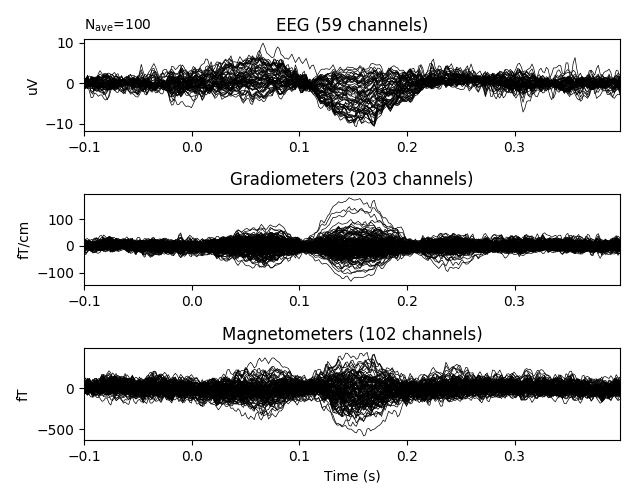 N_ave=100
EEG (59 channels)
10
0
−10
uV
−0.1 0.0 0.1 0.2 0.3
Gradiometers (203 channels)
100
0
−100
fT/cm
−0.1 0.0 0.1 0.2 0.3
Magnetometers (102 channels)
0
−500
fT
−0.1 0.0 0.1 0.2 0.3
Time (s)